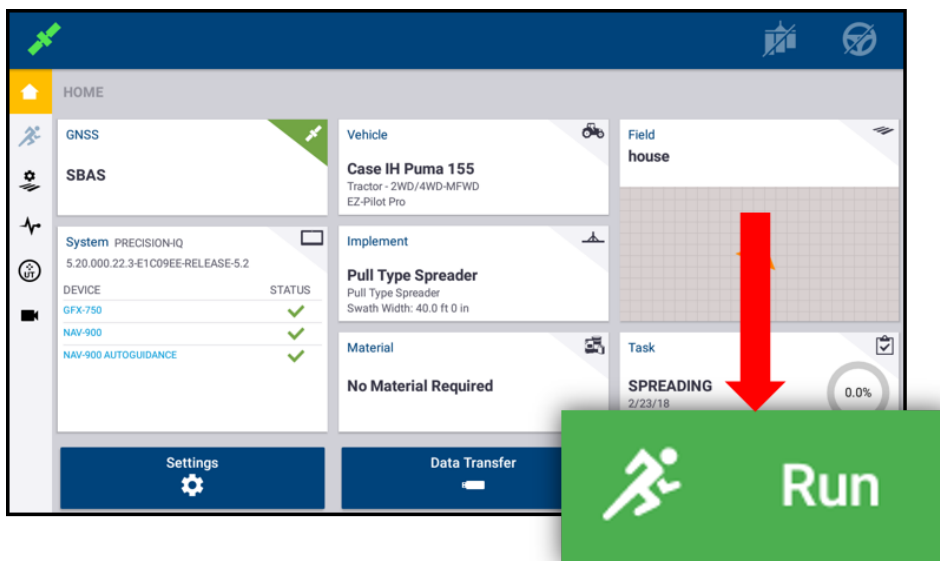 HOME
GNSS
SBAS
Vehicle
Case IH Puma 155
Tractor - 2WD/4WD-MFWD
EZ-Pilot Pro
Field
house
System PRECISION-IQ
5.20.000.22.3-E1C09EE-RELEASE-5.2
DEVICE STATUS
GFX-750
NAV-900
NAV-900 AUTOGUIDANCE
Implement
Pull Type Spreader
Pull Type Spreader
Swath Width: 40.0 ft 0 in
Material
No Material Required
Task
SPREADING
2/23/18
0.0%
UT
Settings
Data Transfer
Run